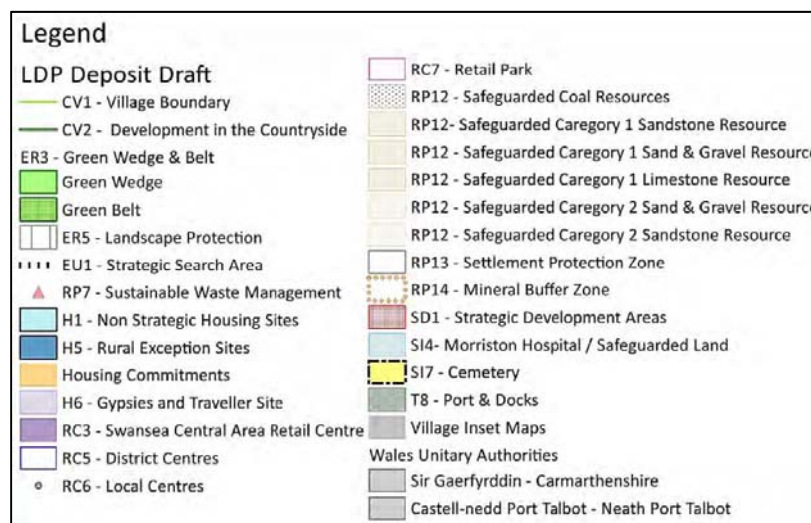 Legend
LDP Deposit Draft
CV1 - Village Boundary
CV2 - Development in the Countryside
ER3 - Green Wedge & Belt
Green Wedge
Green Belt
ER5 - Landscape Protection
EU1 - Strategic Search Area
RP7 - Sustainable Waste Management
H1 - Non Strategic Housing Sites
H5 - Rural Exception Sites
Housing Commitments
H6 - Gypsies and Traveller Site
RC3 - Swansea Central Area Retail Centre
RC5 - District Centres
RC6 - Local Centres
RC7 - Retail Park
RP12 - Safeguarded Coal Resources
RP12- Safeguarded Caregory 1 Sandstone Resource
RP12 - Safeguarded Caregory 1 Sand & Gravel Resource
RP12 - Safeguarded Caregory 1 Limestone Resource
RP12 - Safeguarded Caregory 2 Sand & Gravel Resource
RP12 - Safeguarded Caregory 2 Sandstone Resource
RP13 - Settlement Protection Zone
RP14 - Mineral Buffer Zone
SD1 - Strategic Development Areas
SI4- Morriston Hospital / Safeguarded Land
SI7 - Cemetery
T8 - Port & Docks
Village Inset Maps
Wales Unitary Authorities
Sir Gaerfyrddin - Carmarthenshire
Castell-nedd Port Talbot - Neath Port Talbot